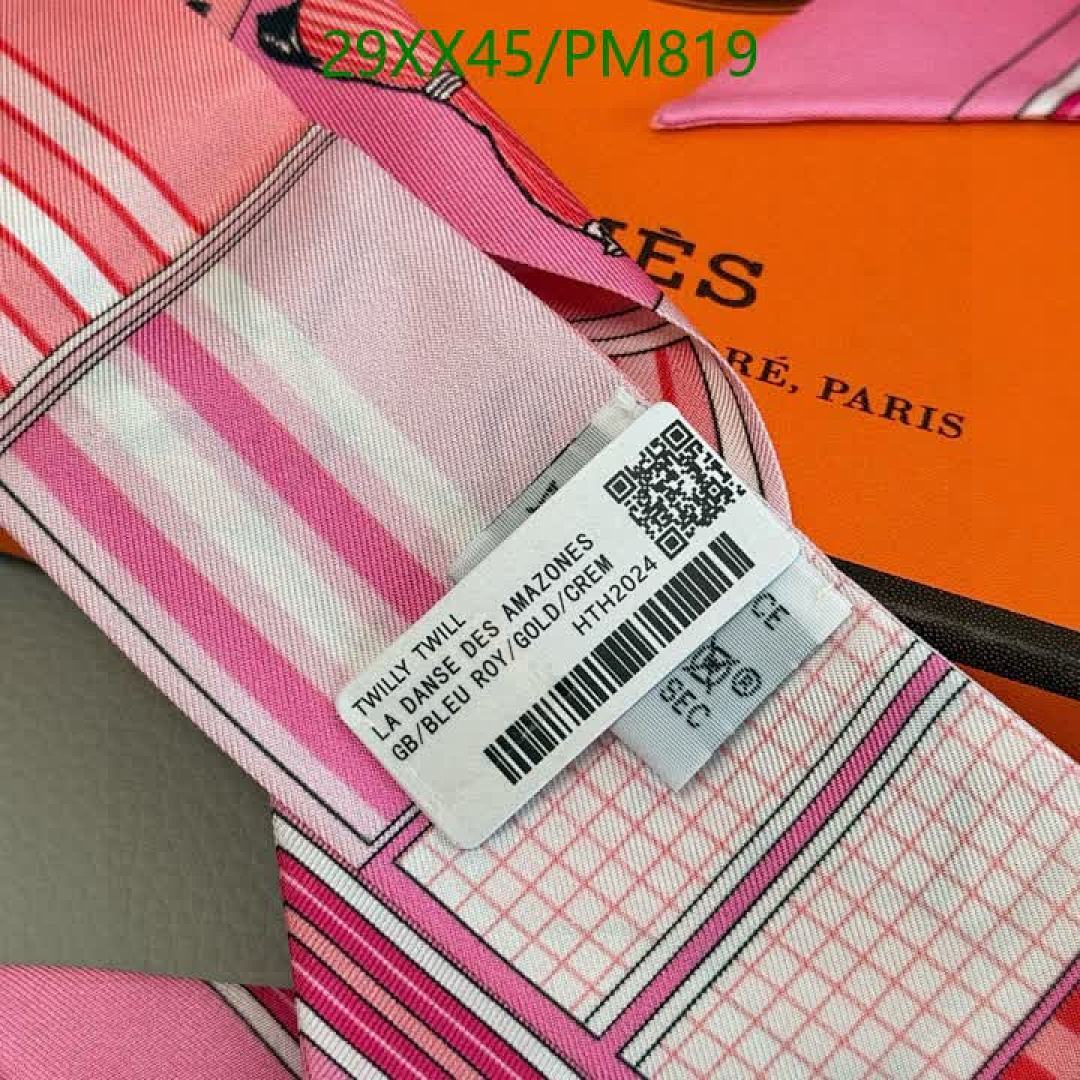 29XX45/PM819
ÈS
RÉ, PARIS
TWILLY TWILL
LA DANSE DES AMAZONES
GB/BLEU ROY/GOLD/CREM
HTH2024
CE
SEC